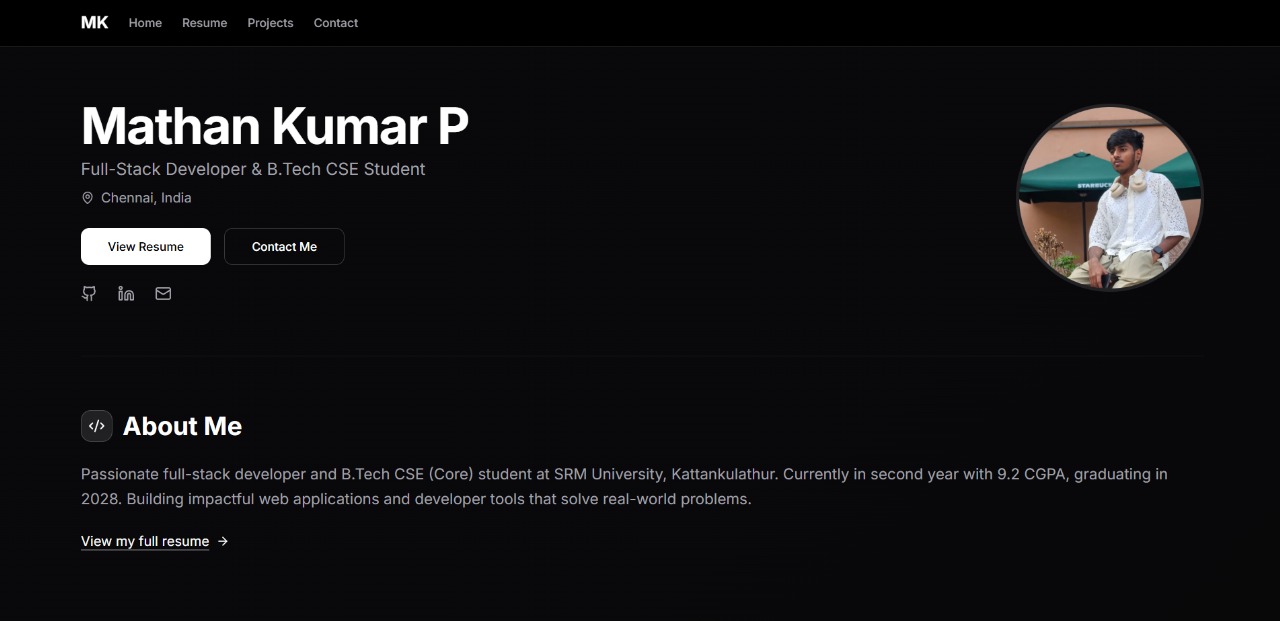 MK Home Resume Projects Contact
Mathan Kumar P
Full-Stack Developer & B.Tech CSE Student
Chennai, India
View Resume Contact Me
STARBUCKS
About Me
Passionate full-stack developer and B.Tech CSE (Core) student at SRM University, Kattankulathur. Currently in second year with 9.2 CGPA, graduating in
2028. Building impactful web applications and developer tools that solve real-world problems.
View my full resume →